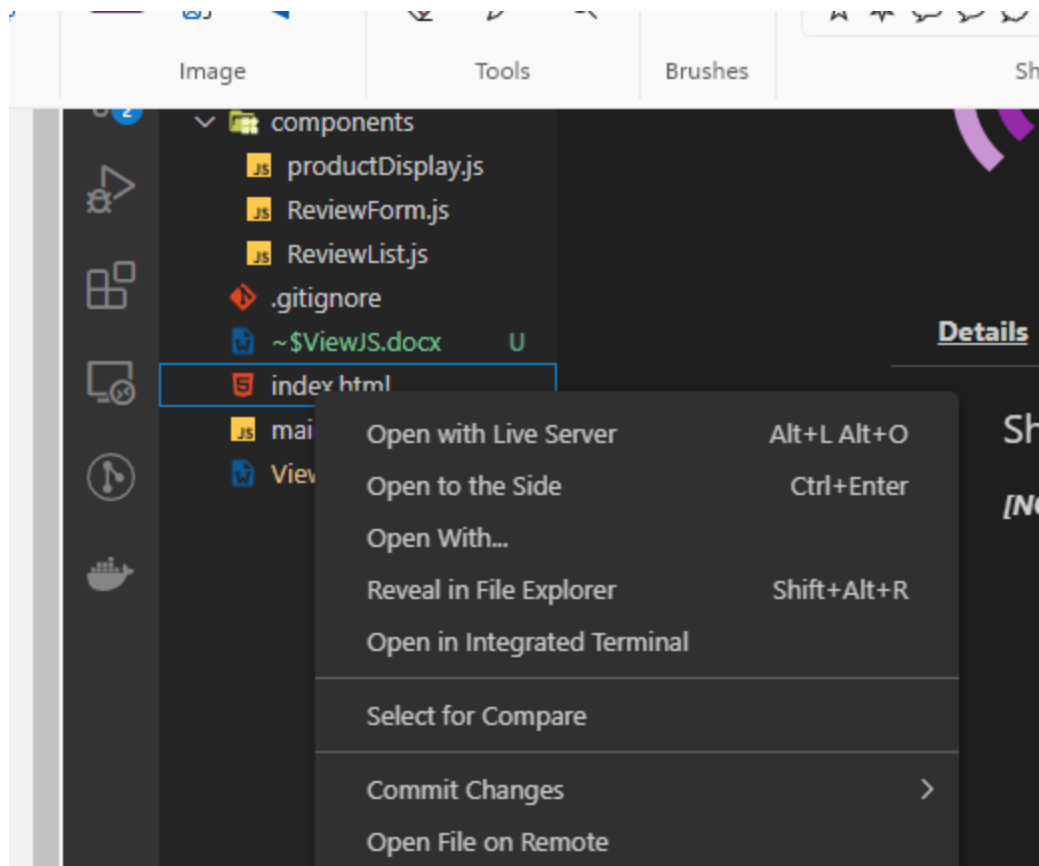 Image Tools Brushes
2
components
productDisplay.js
ReviewForm.js
ReviewList.js
.gitignore
~$ViewJS.docx U
index.html
Details
Open with Live Server Alt+L Alt+O
Open to the Side Ctrl+Enter
Open With...
Reveal in File Explorer Shift+Alt+R
Open in Integrated Terminal
Select for Compare
Commit Changes
Open File on Remote